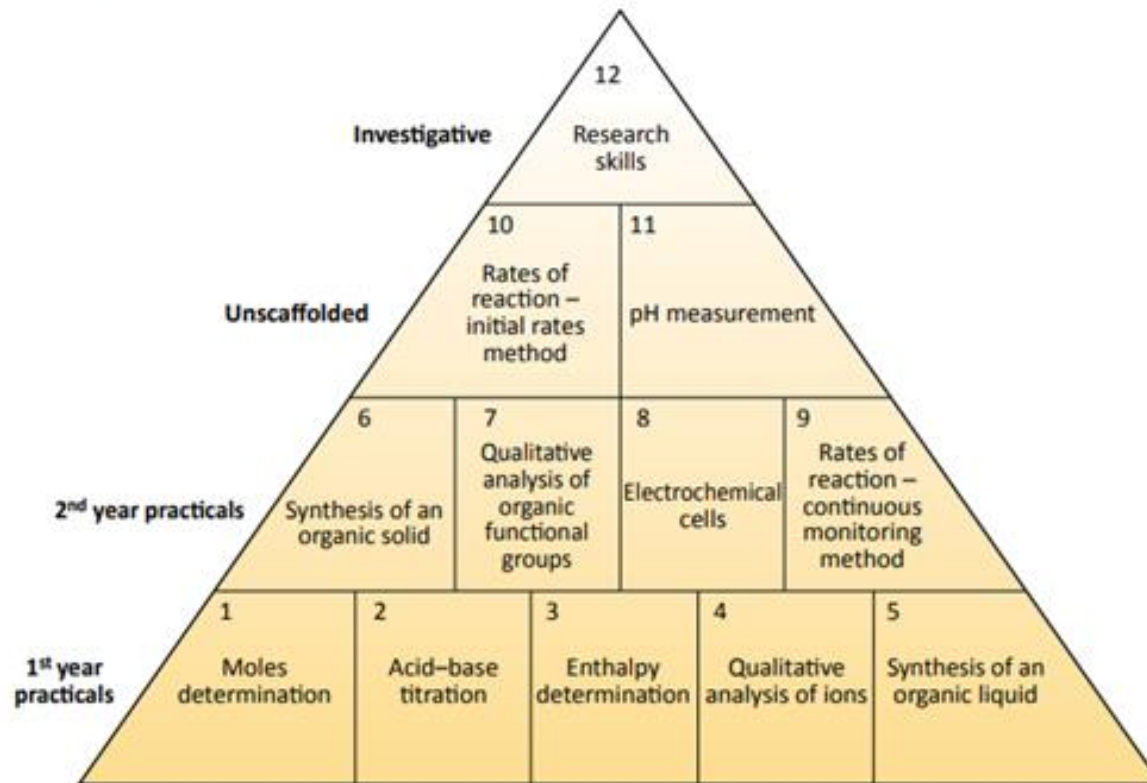 12
Investigative
Research
skills
10
11
Unscaffolded
Rates of
reaction –
initial rates
method
pH measurement
6
7
8
9
2nd year practicals
Synthesis of an
organic solid
Qualitative
analysis of
organic
functional
groups
Electrochemical
cells
Rates of
reaction –
continuous
monitoring
method
1
2
3
4
5
1st year
practicals
Moles
determination
Acid–base
titration
Enthalpy
determination
Qualitative
analysis of ions
Synthesis of an
organic liquid